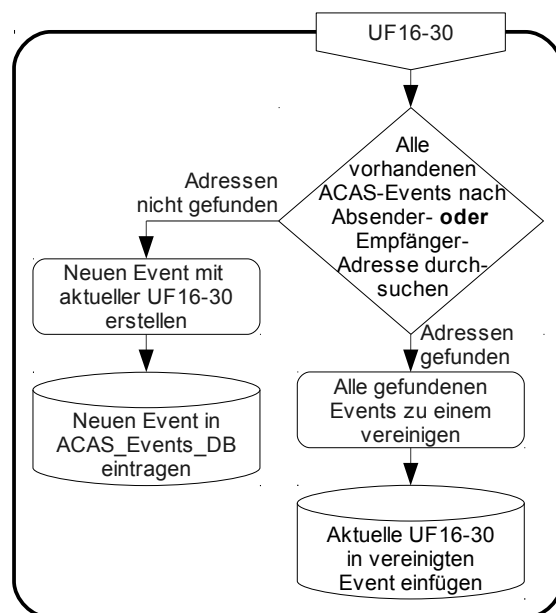 UF16-30
Alle
vorhandenen
ACAS-Events nach
Absender- oder
Empfänger-
Adresse durch-
suchen
Adressen
nicht gefunden
Neuen Event mit
aktueller UF16-30
erstellen
Neuen Event in
ACAS_Events_DB
eintragen
Adressen
gefunden
Alle gefundenen
Events zu einem
vereinigen
Aktuelle UF16-30
in vereinigten
Event einfügen